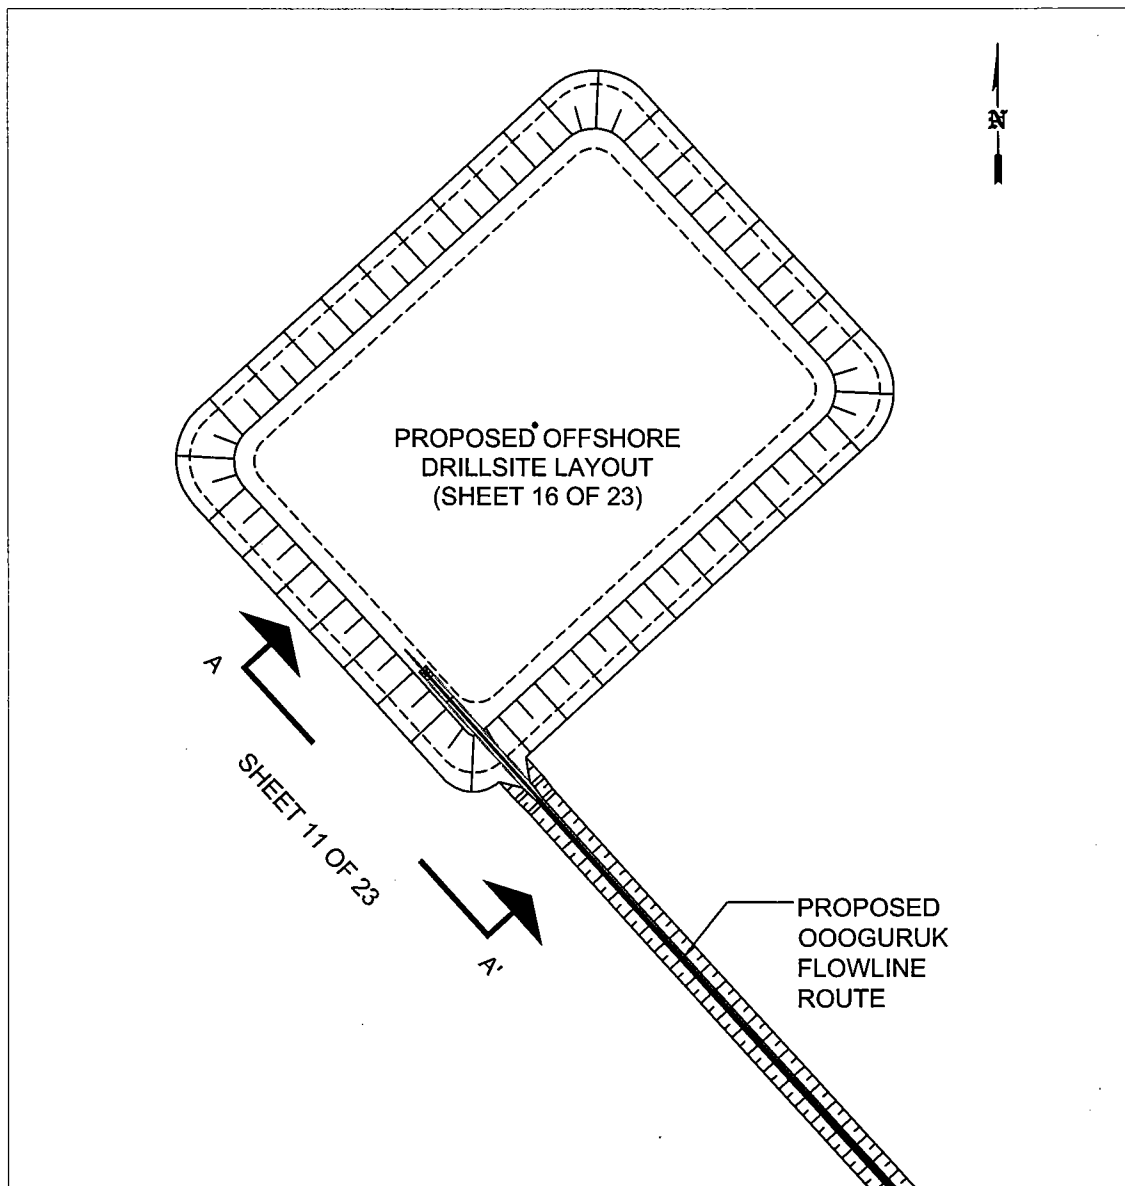 N
PROPOSED OFFSHORE
DRILLSITE LAYOUT
(SHEET 16 OF 23)
A
SHEET 11 OF 23
A'
PROPOSED
OOOGURUK
FLOWLINE
ROUTE